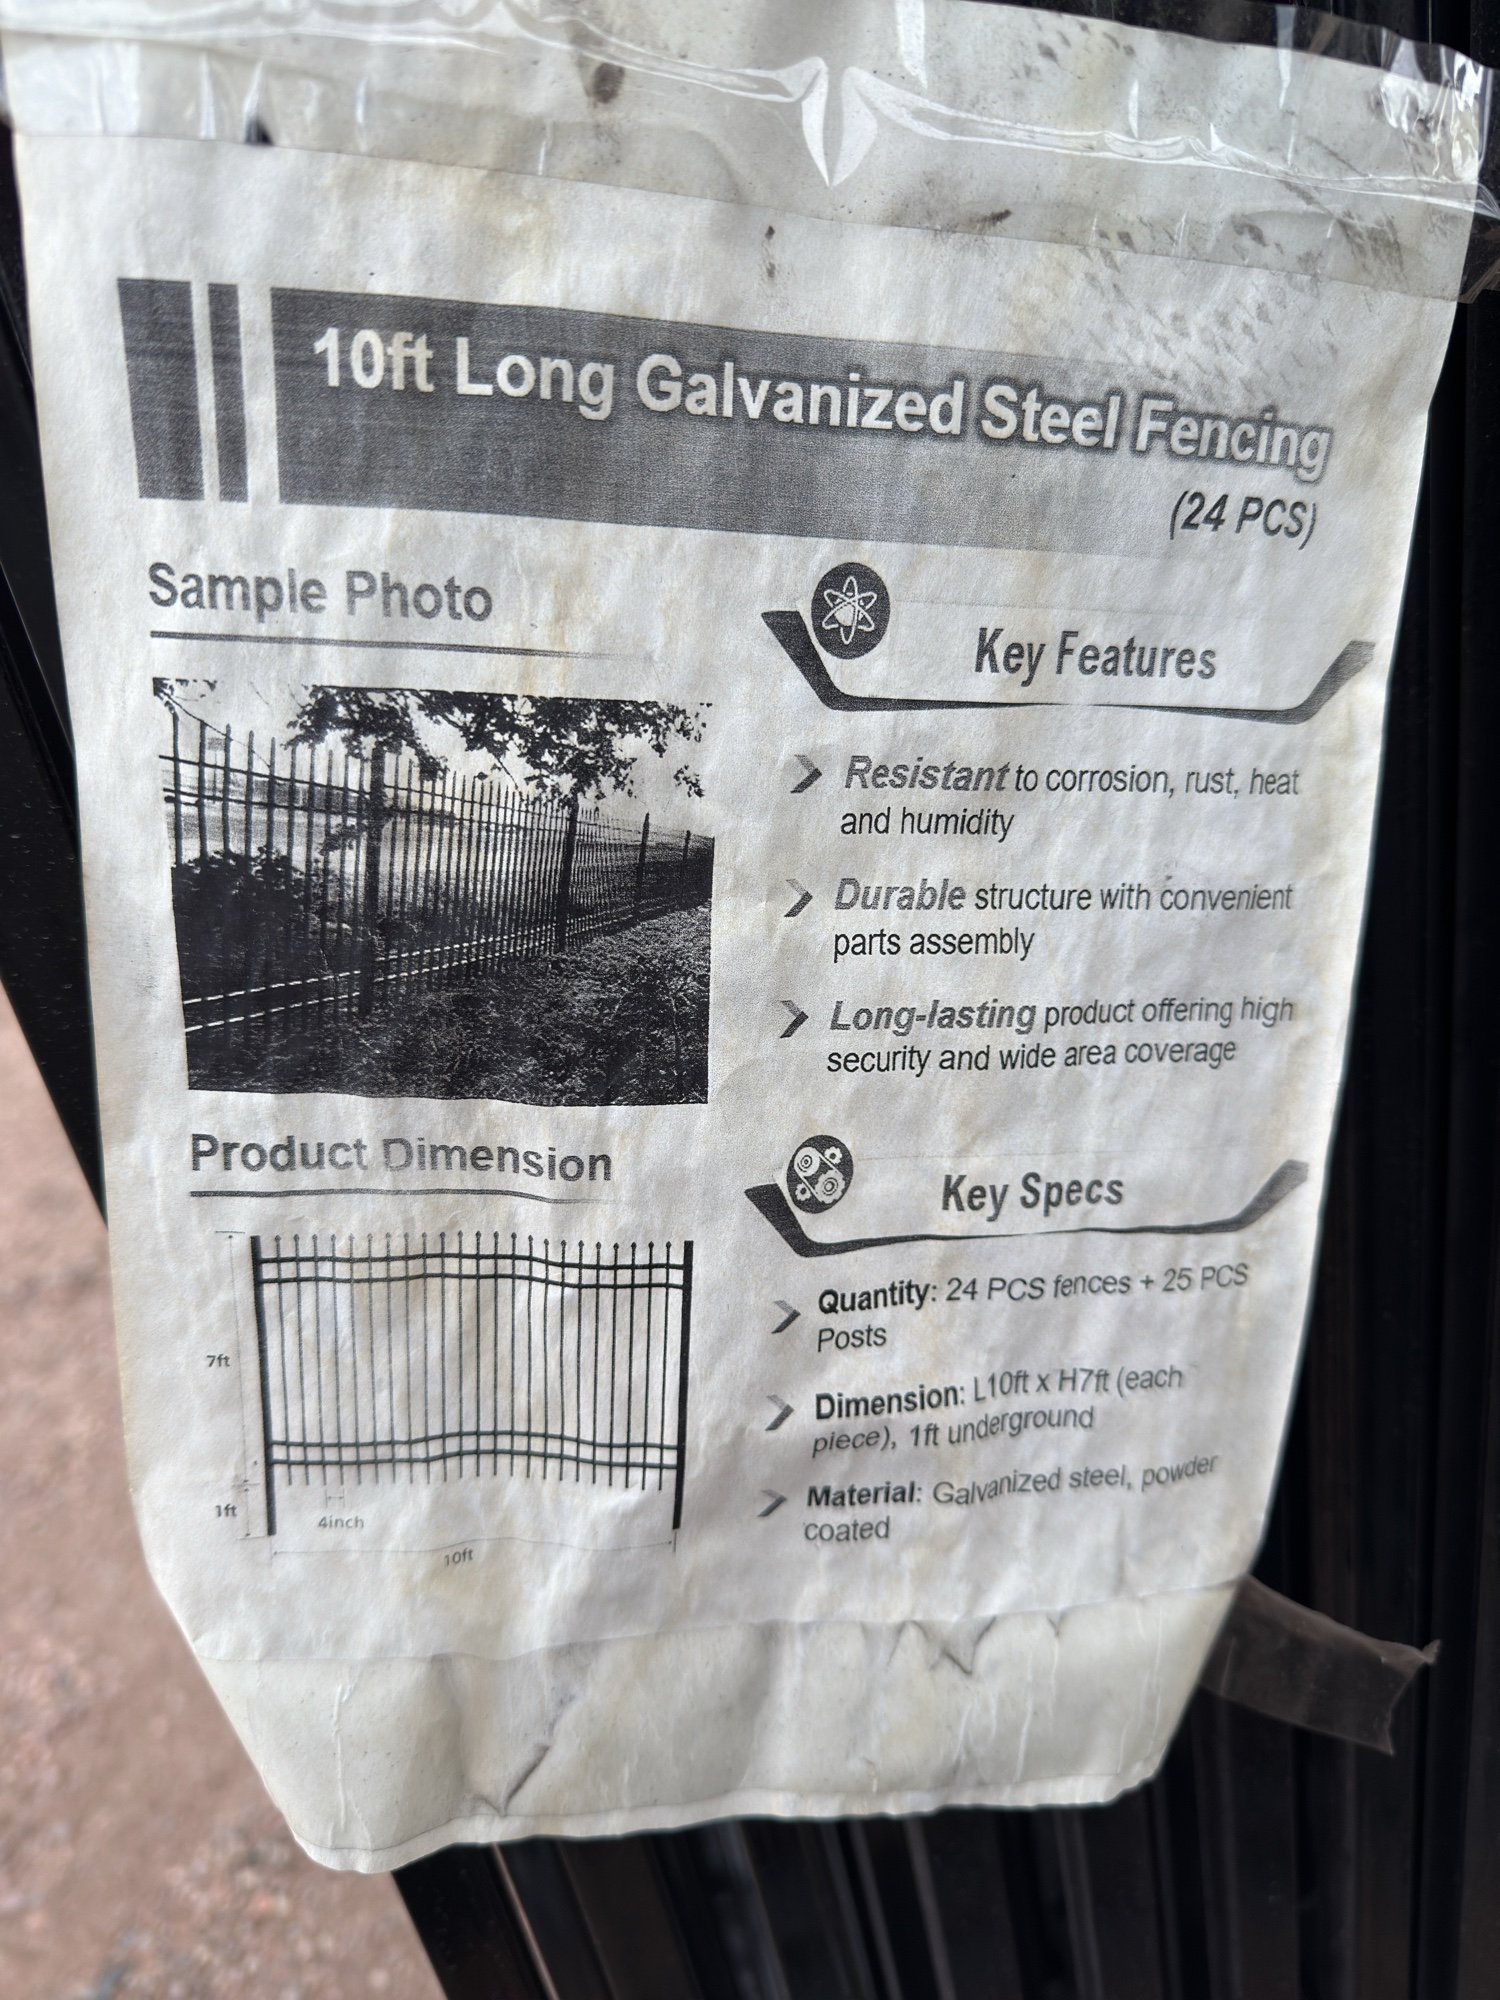 10ft Long Galvanized Steel Fencing
(24 PCS)
Sample Photo
Key Features
Resistant to corrosion, rust, heat
and humidity
Durable structure with convenient
parts assembly
Long-lasting product offering high
security and wide area coverage
Product Dimension
7ft
1ft
4inch
10ft
Key Specs
Quantity: 24 PCS fences + 25 PCS
Posts
Dimension: L10ft x H7ft (each
piece), 1ft underground
Material: Galvanized steel, powder
coated